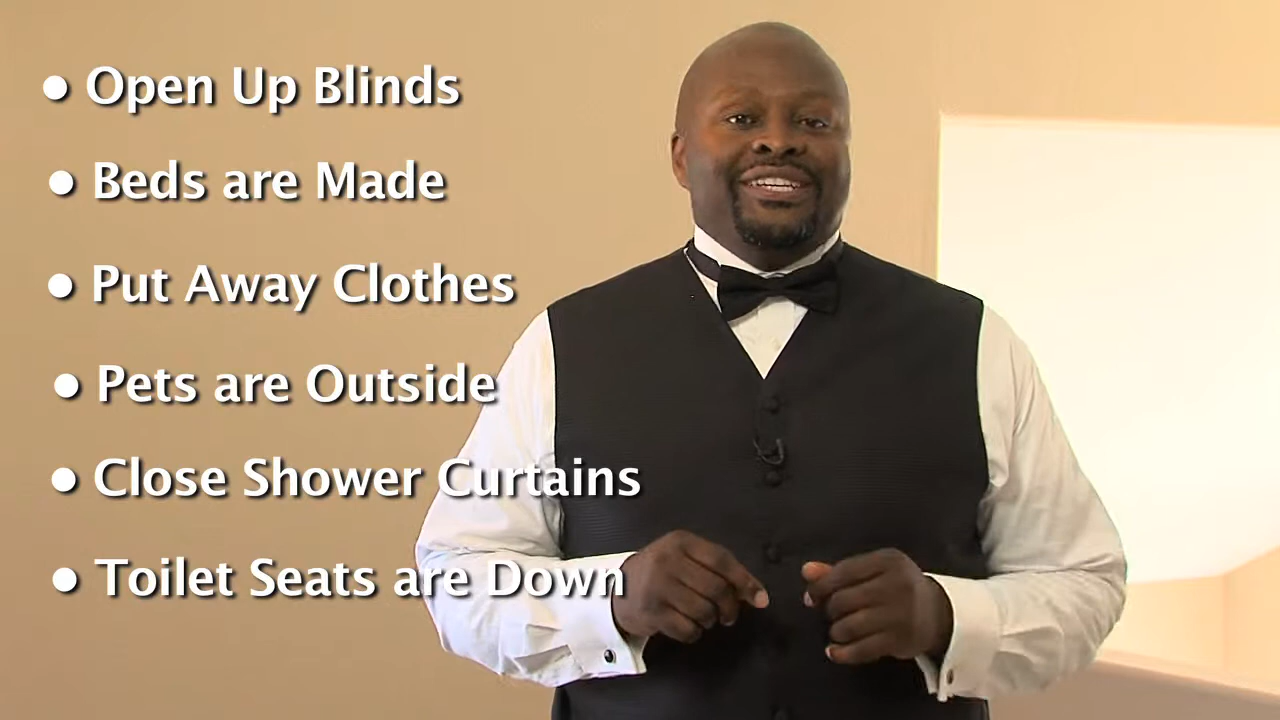 • Open Up Blinds
• Beds are Made
• Put Away Clothes
• Pets are Outside
• Close Shower Curtains
• Toilet Seats are Down